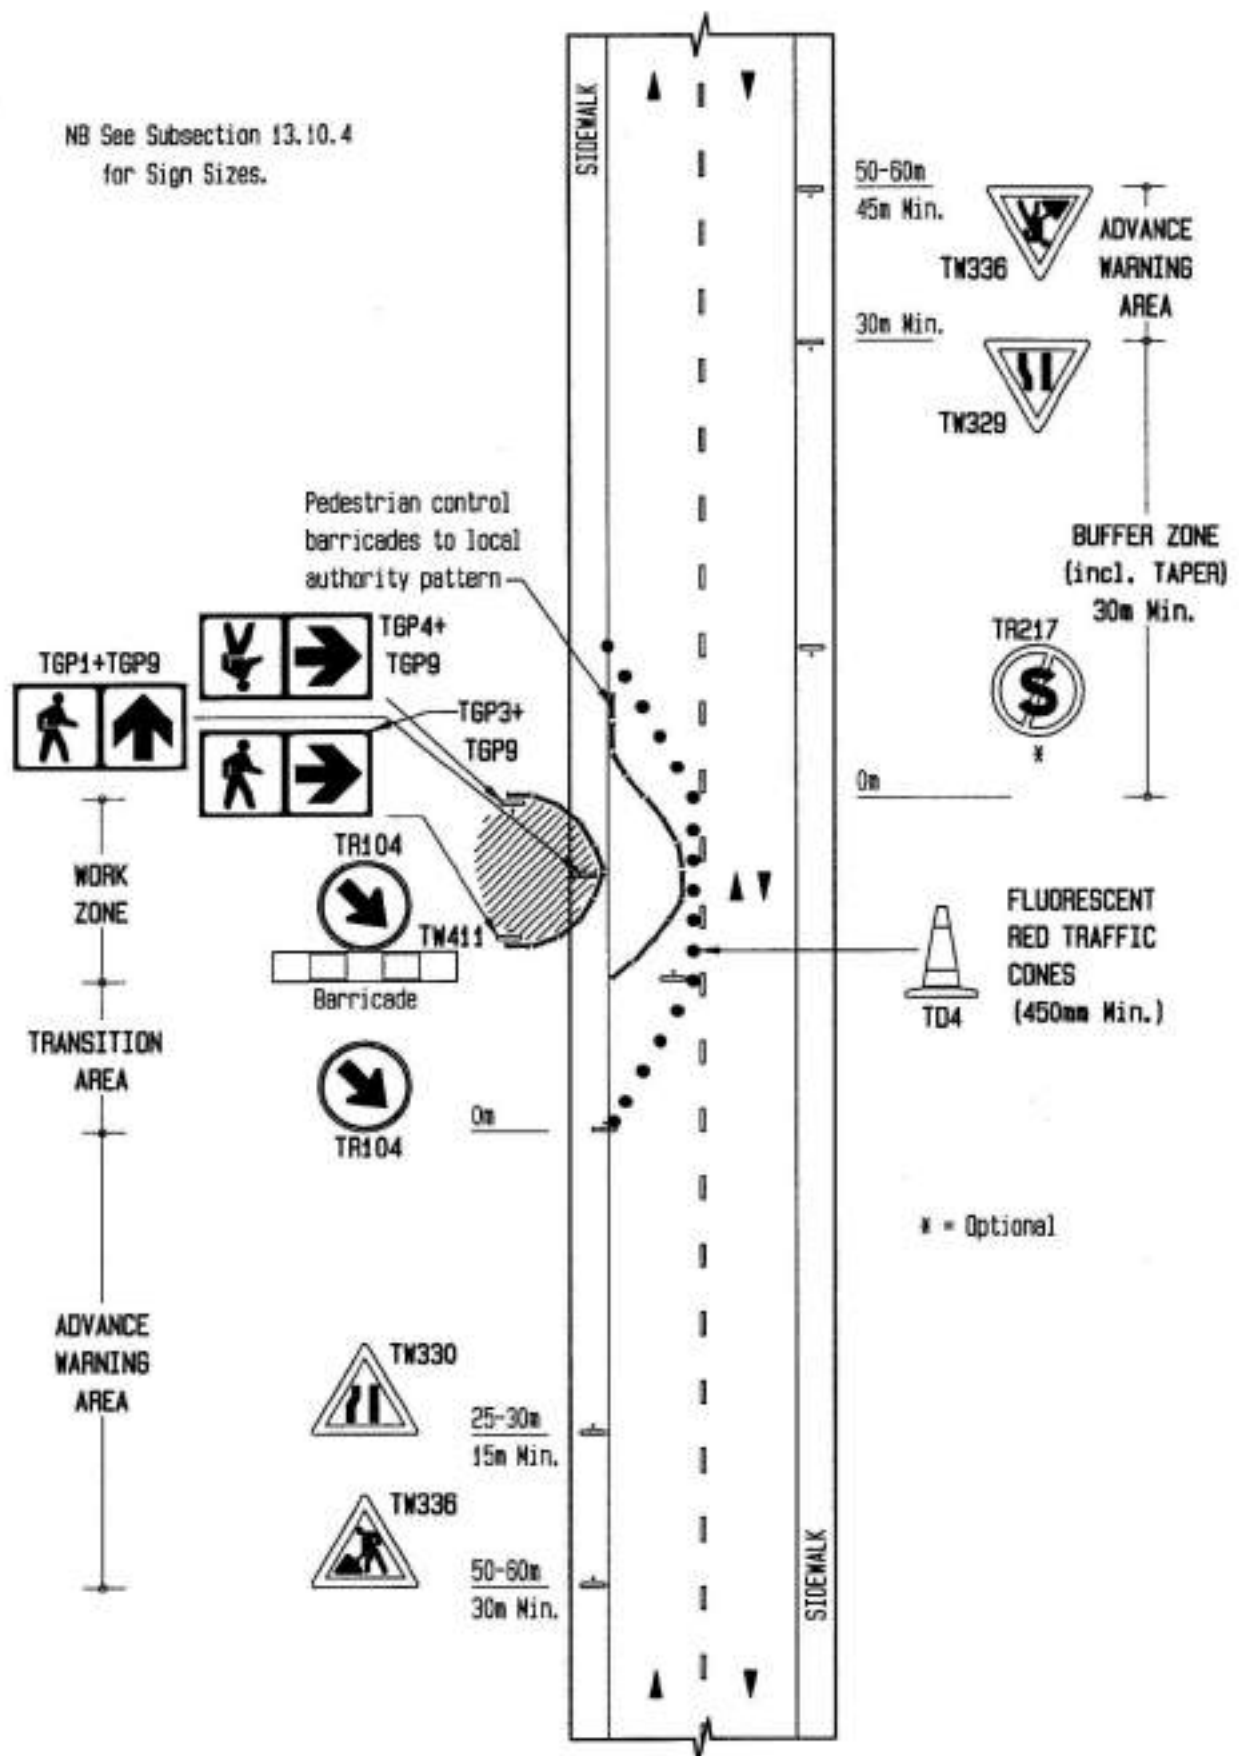 NB See Subsection 13.10.4
for Sign Sizes.
SIDEWALK
50-60m
45m Min.
TW336
ADVANCE
WARNING
AREA
30m Min.
TW329
Pedestrian control
barricades to local
authority pattern
BUFFER ZONE
(incl. TAPER)
30m Min.
TR217
S
*
0m
TGP1+TGP9
TGP4+
TGP9
TGP3+
TGP9
WORK
ZONE
TR104
TW411
Barricade
FLUORESCENT
RED TRAFFIC
CONES
(450mm Min.)
TD4
TRANSITION
AREA
TR104
0m
* = Optional
ADVANCE
WARNING
AREA
TW330
25-30m
15m Min.
TW336
50-60m
30m Min.
SIDEWALK